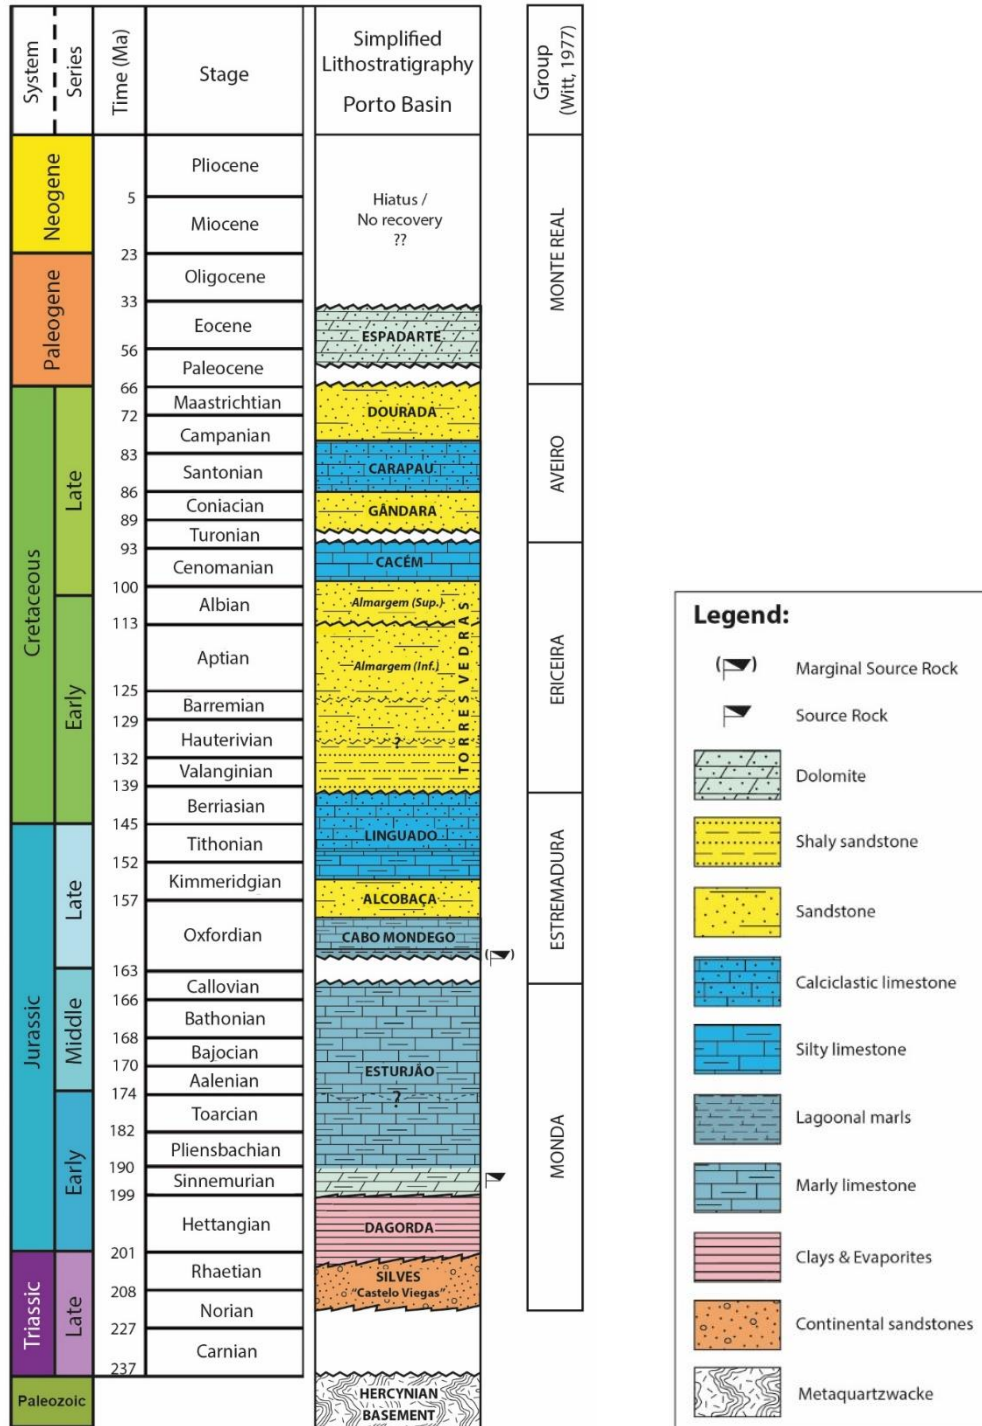 System
Series
Time (Ma)
Stage
Simplified
Lithostratigraphy
Porto Basin
Group
(Witt, 1977)
Neogene
Paleogene
Cretaceous
Late
Early
Jurassic
Late
Middle
Early
Triassic
Late
Paleozoic
5
23
33
56
66
72
83
86
89
93
100
113
125
129
132
139
145
152
157
163
166
168
170
174
182
190
199
201
208
227
237
Pliocene
Miocene
Oligocene
Eocene
Paleocene
Maastrichtian
Campanian
Santonian
Coniacian
Turonian
Cenomanian
Albian
Aptian
Barremian
Hauterivian
Valanginian
Berriasian
Tithonian
Kimmeridgian
Oxfordian
Callovian
Bathonian
Bajocian
Aalenian
Toarcian
Pliensbachian
Sinnemurian
Hettangian
Rhaetian
Norian
Carnian
Hiatus /
No recovery
??
ESPADARTE
DOURADA
CARAPAU
GÂNDARA
CACÉM
Almargem (Sup.)
Almargem (Inf.)
?
TORRES VEDRAS
LINGUADO
ALCOBAÇA
CABO MONDEGO
( )
ESTURJÃO
?
DAGORDA
SILVES
"Castelo Viegas"
HERCYNIAN
BASEMENT
MONTE REAL
AVEIRO
ERICEIRA
ESTREMADURA
MONDA
Legend:
( ) Marginal Source Rock
Source Rock
Dolomite
Shaly sandstone
Sandstone
Calciclastic limestone
Silty limestone
Lagoonal marls
Marly limestone
Clays & Evaporites
Continental sandstones
Metaquartzwacke